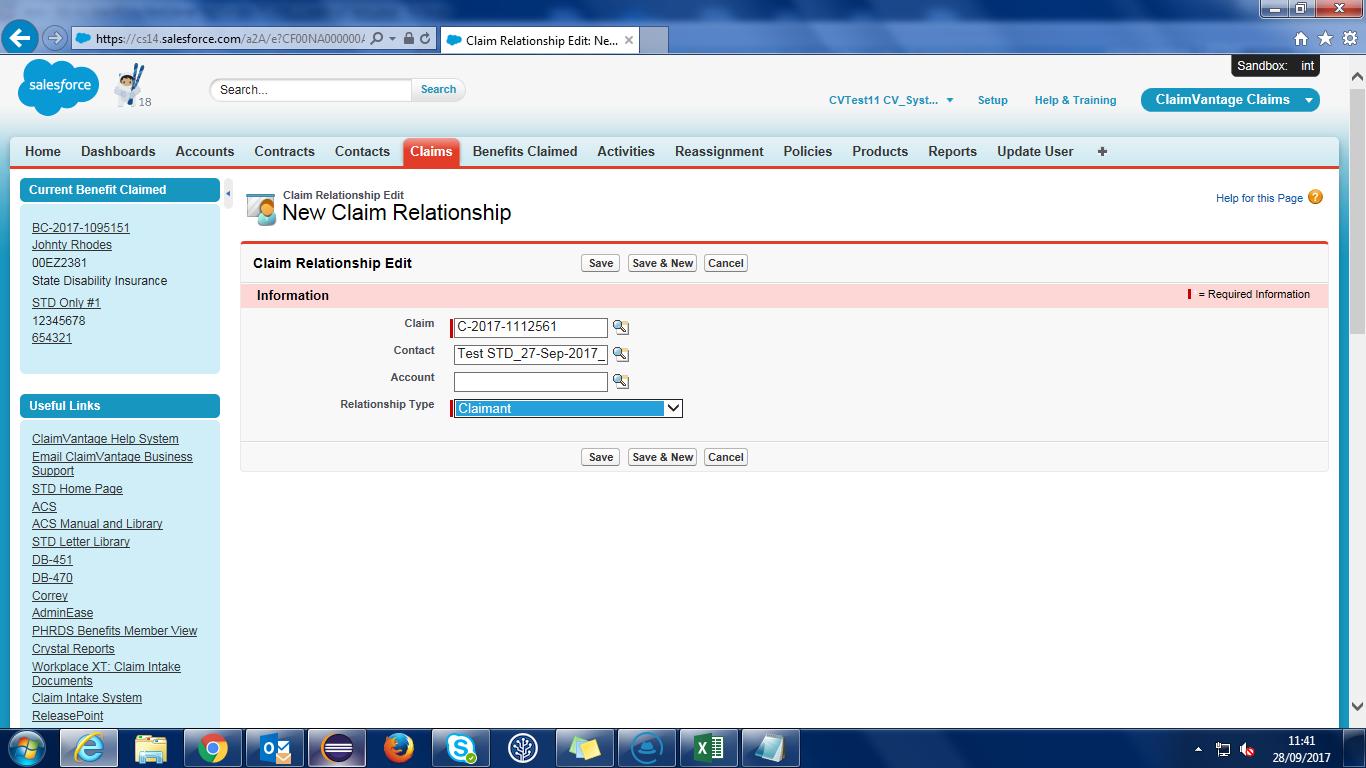 https://cs14.salesforce.com/a2A/e?CF00NA000000A
Claim Relationship Edit: Ne...
salesforce
18
Search...
Search
Sandbox: int
CVTest11 CV_Syst...
Setup
Help & Training
ClaimVantage Claims
Home
Dashboards
Accounts
Contracts
Contacts
Claims
Benefits Claimed
Activities
Reassignment
Policies
Products
Reports
Update User
Current Benefit Claimed
BC-2017-1095151
Johnty Rhodes
00EZ2381
State Disability Insurance
STD Only #1
12345678
654321
Useful Links
ClaimVantage Help System
Email ClaimVantage Business
Support
STD Home Page
ACS
ACS Manual and Library
STD Letter Library
DB-451
DB-470
Correy
AdminEase
PHRDS Benefits Member View
Crystal Reports
Workplace XT: Claim Intake
Documents
Claim Intake System
ReleasePoint
Claim Relationship Edit
New Claim Relationship
Help for this Page
Claim Relationship Edit
Save
Save & New
Cancel
Information
= Required Information
Claim
C-2017-1112561
Contact
Test STD_27-Sep-2017_
Account
Relationship Type
Claimant
Save
Save & New
Cancel
11:41
28/09/2017